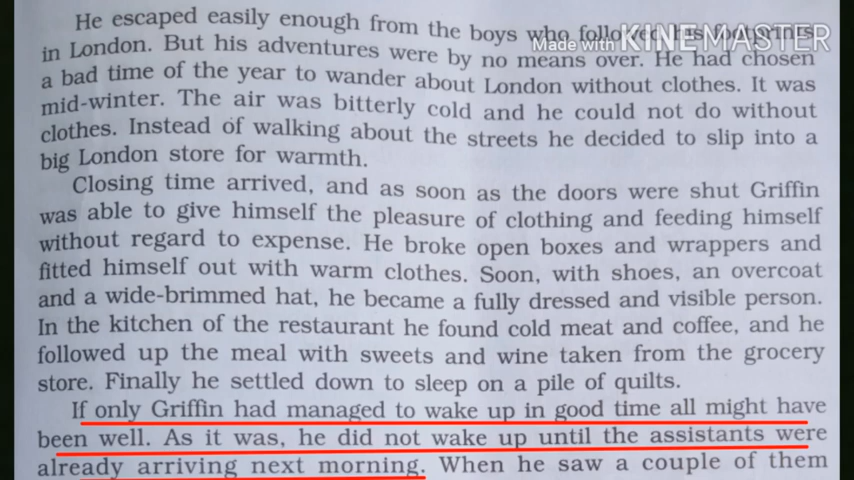 He escaped easily enough from the boys who followed his footprints
Made with KINEMASTER
in London. But his adventures were by no means over. He had chosen
a bad time of the year to wander about London without clothes. It was
mid-winter. The air was bitterly cold and he could not do without
clothes. Instead of walking about the streets he decided to slip into a
big London store for warmth.
Closing time arrived, and as soon as the doors were shut Griffin
was able to give himself the pleasure of clothing and feeding himself
without regard to expense. He broke open boxes and wrappers and
fitted himself out with warm clothes. Soon, with shoes, an overcoat
and a wide-brimmed hat, he became a fully dressed and visible person.
In the kitchen of the restaurant he found cold meat and coffee, and he
followed up the meal with sweets and wine taken from the grocery
store. Finally he settled down to sleep on a pile of quilts.
If only Griffin had managed to wake up in good time all might have
been well. As it was, he did not wake up until the assistants were
already arriving next morning. When he saw a couple of them